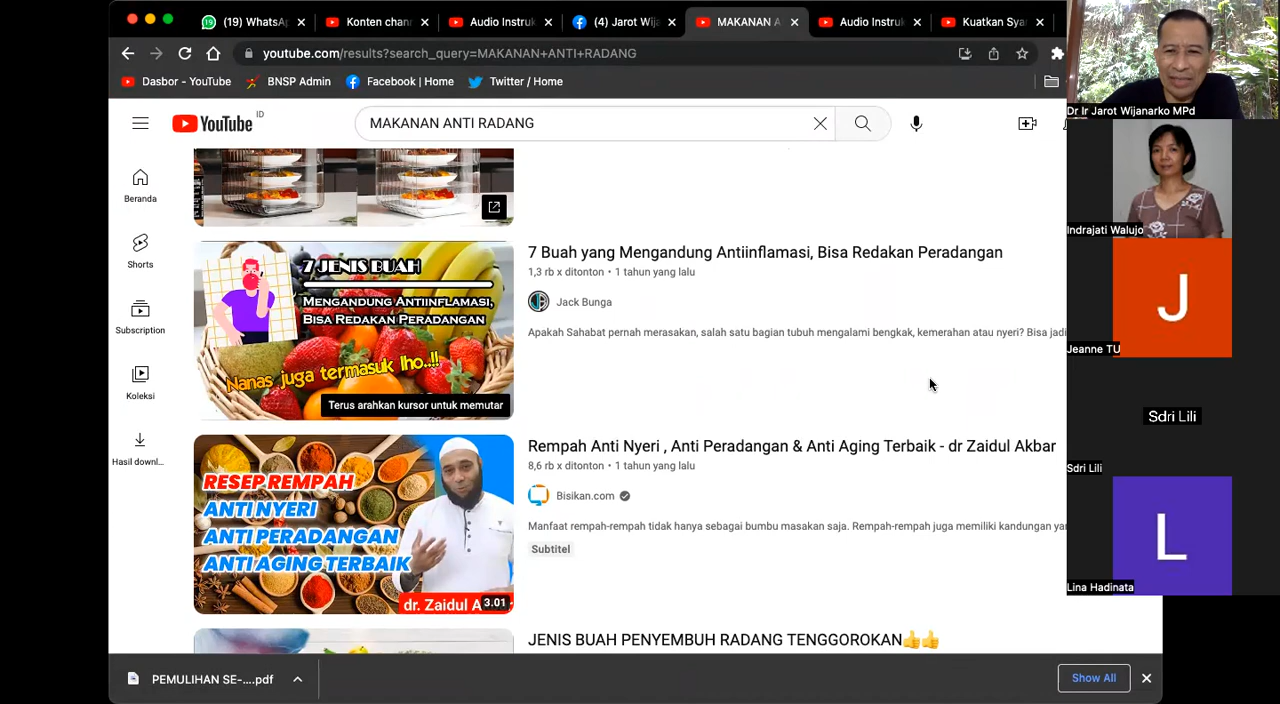 (19) WhatsA
Konten chan
Audio Instruk
(4) Jarot Wija
MAKANAN A
Audio Instruk
Kuatkan Sya
youtube.com/results?search_query=MAKANAN+ANTI+RADANG
Dasbor - YouTube
BNSP Admin
Facebook | Home
Twitter / Home
YouTube ID
MAKANAN ANTI RADANG
Beranda
Shorts
Subscription
Koleksi
Hasil downl...
7 JENIS BUAH
MENGANDUNG ANTIINFLAMASI,
BISA REDAKAN PERADANGAN
Nanas juga termasuk lho..!!
Terus arahkan kursor untuk memutar
7 Buah yang Mengandung Antiinflamasi, Bisa Redakan Peradangan
1,3 rb x ditonton • 1 tahun yang lalu
Jack Bunga
Apakah Sahabat pernah merasakan, salah satu bagian tubuh mengalami bengkak, kemerahan atau nyeri? Bisa jadi
RESEP REMPAH
ANTI NYERI
ANTI PERADANGAN
ANTI AGING TERBAIK
dr. Zaidul A
3.01
Rempah Anti Nyeri , Anti Peradangan & Anti Aging Terbaik - dr Zaidul Akbar
8,6 rb x ditonton • 1 tahun yang lalu
Bisikan.com
Manfaat rempah-rempah tidak hanya sebagai bumbu masakan saja. Rempah-rempah juga memiliki kandungan yan
Subtitel
JENIS BUAH PENYEMBUH RADANG TENGGOROKAN👍👍
PEMULIHAN SE-....pdf
Show All
Dr Ir Jarot Wijanarko MPd
Indrajati Walujo
J
Jeanne TU
Sdri Lili
Sdri Lili
L
Lina Hadinata